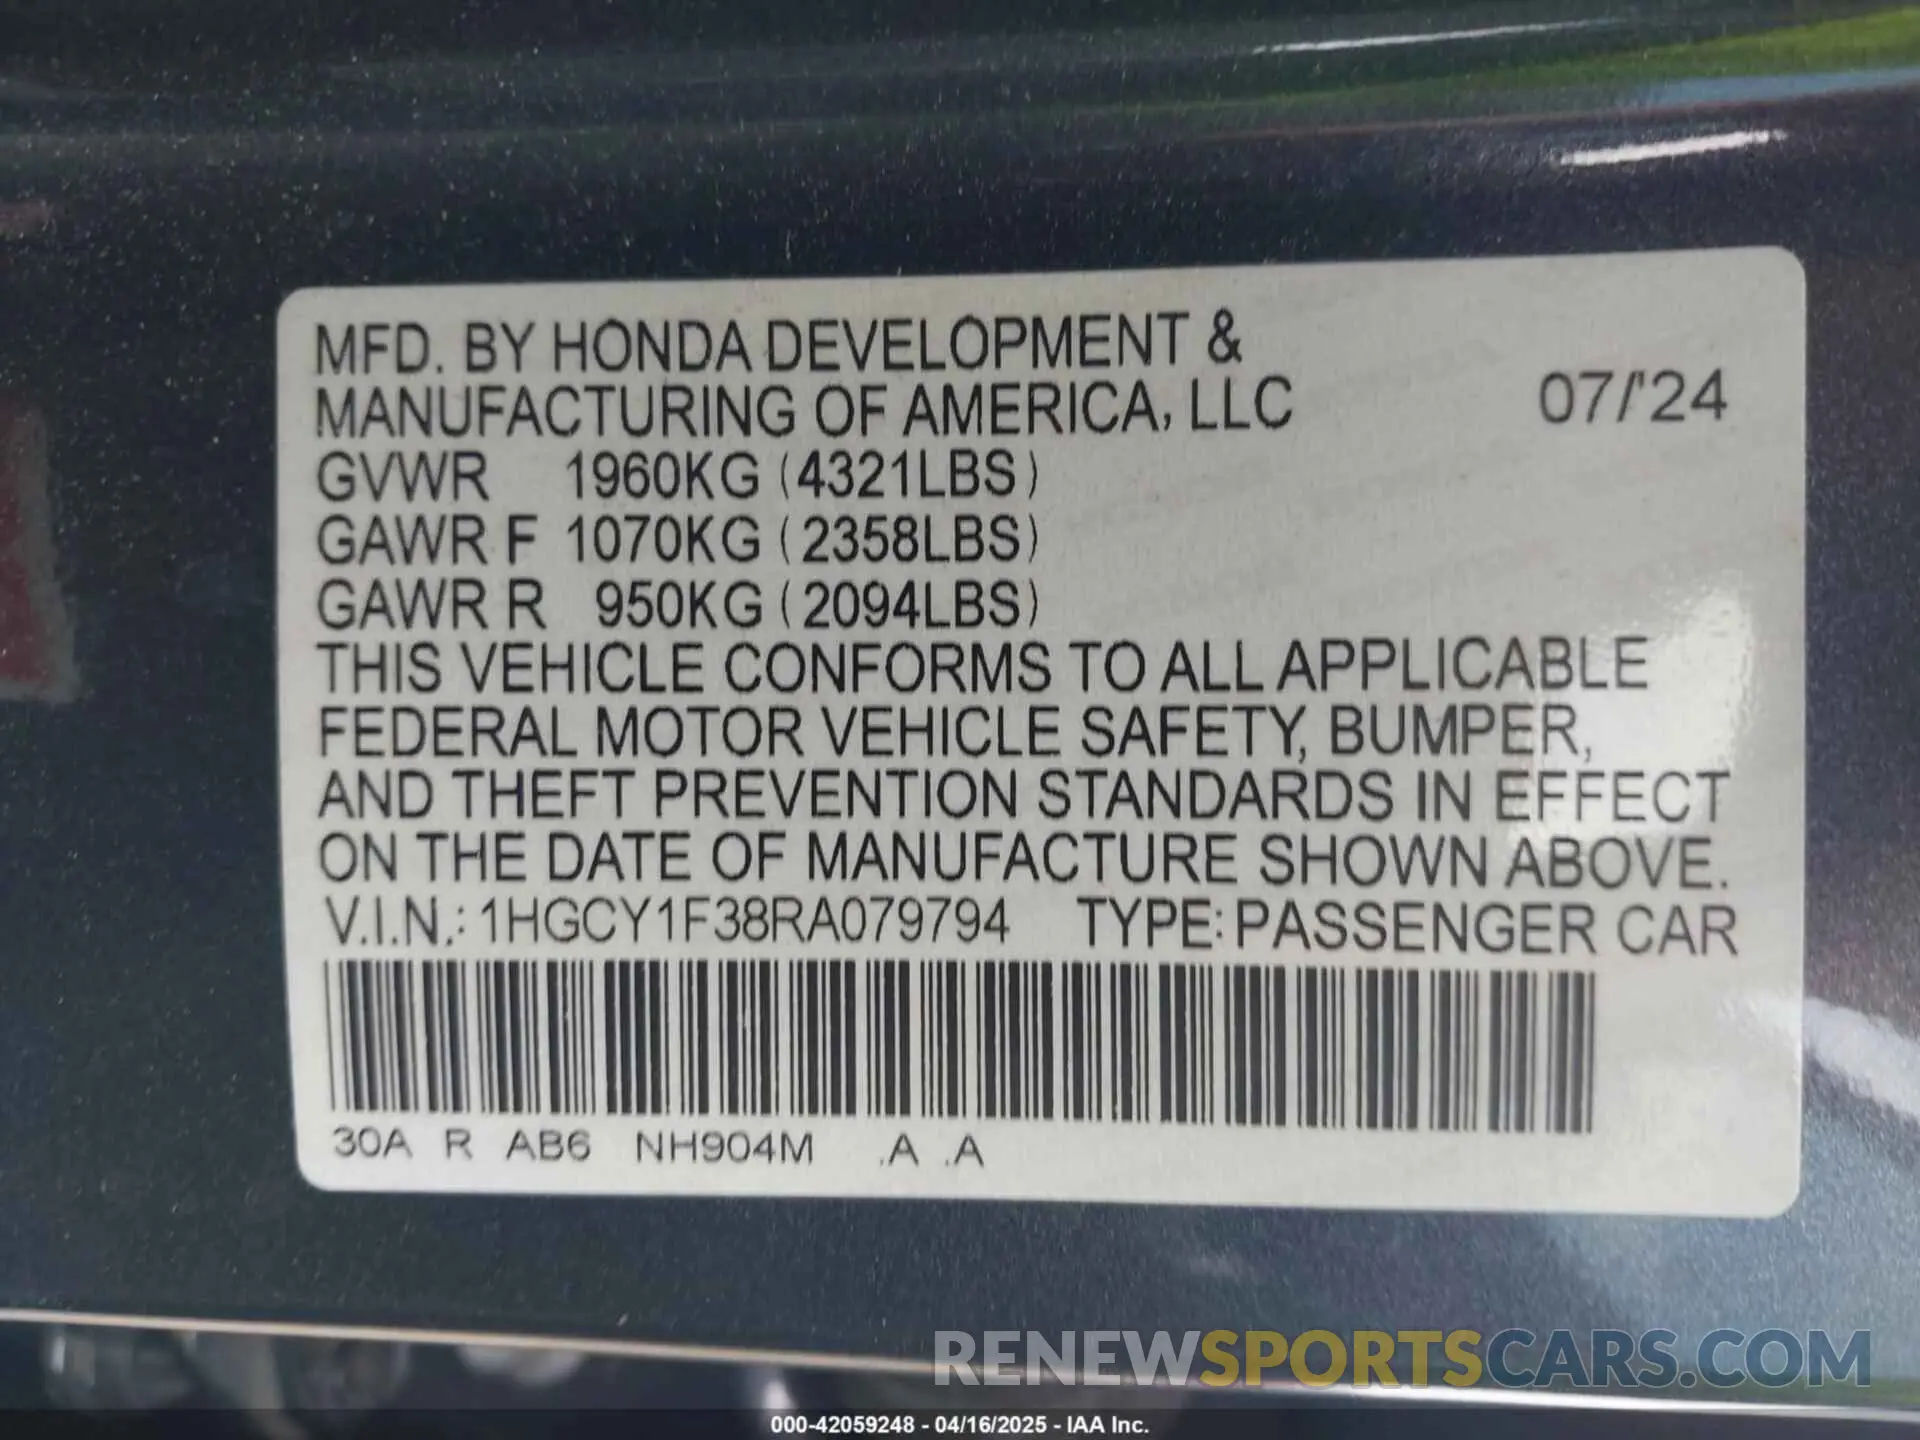 MFD. BY HONDA DEVELOPMENT &
MANUFACTURING OF AMERICA, LLC 07/'24
GVWR 1960KG (4321LBS)
GAWR F 1070KG (2358LBS)
GAWR R 950KG (2094LBS)
THIS VEHICLE CONFORMS TO ALL APPLICABLE
FEDERAL MOTOR VEHICLE SAFETY, BUMPER,
AND THEFT PREVENTION STANDARDS IN EFFECT
ON THE DATE OF MANUFACTURE SHOWN ABOVE.
V.I.N.: 1HGCY1F38RA079794 TYPE: PASSENGER CAR
30A R AB6 NH904M .A .A
RENEWSPORTSCARS.COM
000-42059248 - 04/16/2025 - IAA Inc.